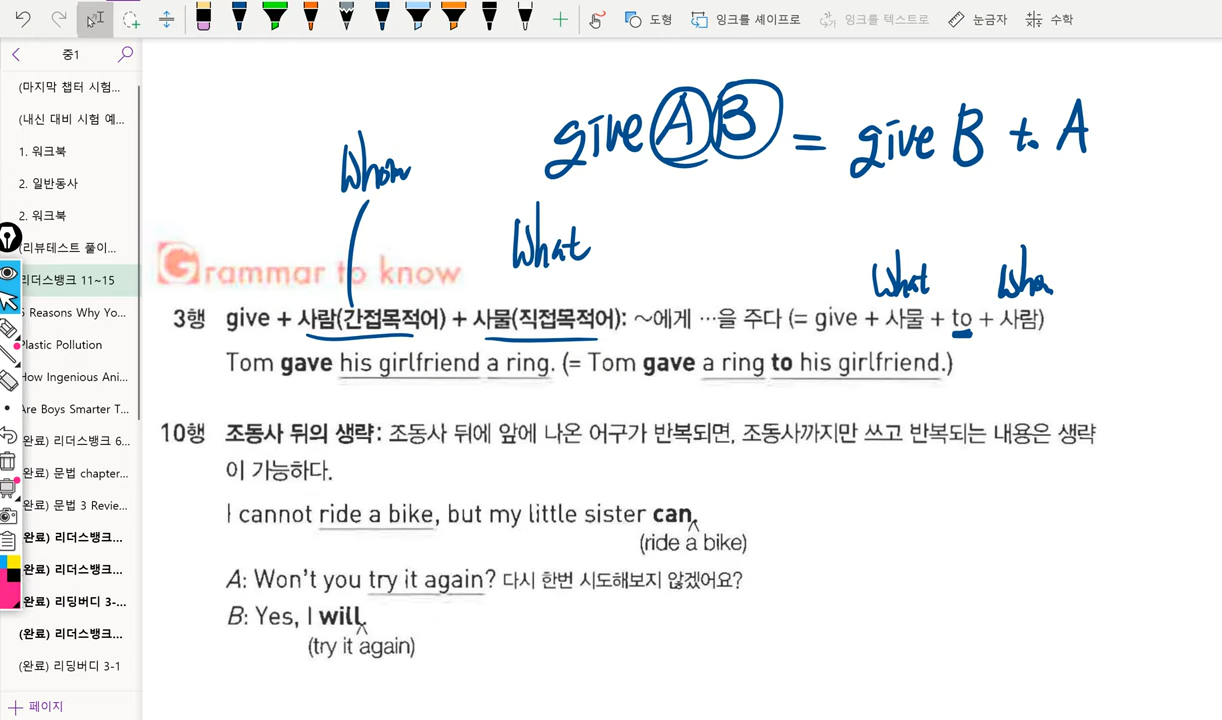 도형
잉크를 셰이프로
잉크를 텍스트로
눈금자
수학
중1
(마지막 챕터 시험...
(내신 대비 시험 예...
1. 워크북
2. 일반동사
2. 워크북
(리뷰테스트 풀이...
리더스뱅크 11~15
6 Reasons Why Yo...
Plastic Pollution
How Ingenious Ani...
Are Boys Smarter T...
완료) 리더스뱅크 6...
완료) 문법 chapter...
완료) 문법 3 Revie...
완료) 리더스뱅크...
완료) 리더스뱅크...
완료) 리딩버디 3-...
(완료) 리더스뱅크...
(완료) 리딩버디 3-1
페이지
give A B = give B to A
Whom
What
What Whom
Grammar to know
3행 give + 사람(간접목적어) + 사물(직접목적어): ~에게 …을 주다 (= give + 사물 + to + 사람)
Tom gave his girlfriend a ring. (= Tom gave a ring to his girlfriend.)
10행 조동사 뒤의 생략: 조동사 뒤에 앞에 나온 어구가 반복되면, 조동사까지만 쓰고 반복되는 내용은 생략
이 가능하다.
I cannot ride a bike, but my little sister can.
(ride a bike)
A: Won't you try it again? 다시 한번 시도해보지 않겠어요?
B: Yes, I will.
(try it again)